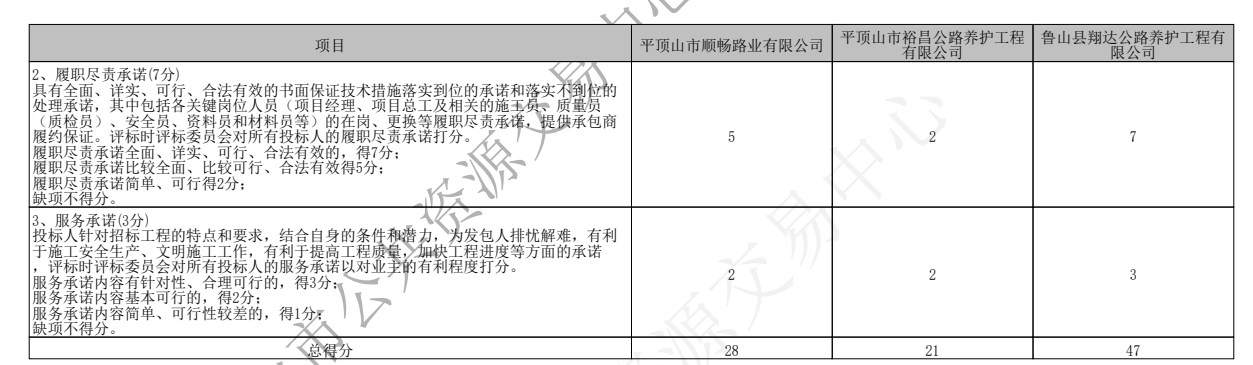 项目
平顶山市顺畅路业有限公司
平顶山市裕昌公路养护工程
有限公司
鲁山县翔达公路养护工程有
限公司
2、履职尽责承诺(7分)
具有全面、详实、可行、合法有效的书面保证技术措施落实到位的承诺和落实不到位的
处理承诺，其中包括各关键岗位人员（项目经理、项目总工及相关的施工员、质量员
（质检员）、安全员、资料员和材料员等）的在岗、更换等履职尽责承诺，提供承包商
履约保证。评标时评标委员会对所有投标人的履职尽责承诺打分。
履职尽责承诺全面、详实、可行、合法有效的，得7分；
履职尽责承诺比较全面、比较可行、合法有效得5分；
履职尽责承诺简单、可行得2分；
缺项不得分。
5
2
7
3、服务承诺(3分)
投标人针对招标工程的特点和要求，结合自身的条件和潜力，为发包人排忧解难，有利
于施工安全生产、文明施工工作，有利于提高工程质量，加快工程进度等方面的承诺
，评标时评标委员会对所有投标人的服务承诺以对业主的有利程度打分。
服务承诺内容有针对性、合理可行的，得3分；
服务承诺内容基本可行的，得2分；
服务承诺内容简单、可行性较差的，得1分；
缺项不得分。
2
2
3
总得分
28
21
47
市公共资源交易中心
源交易中心